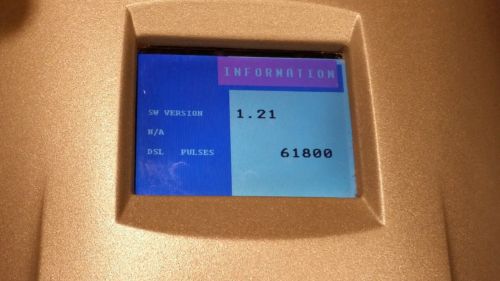 INFORMATION
SW VERSION 1.21
N/A
DSL PULSES 61800